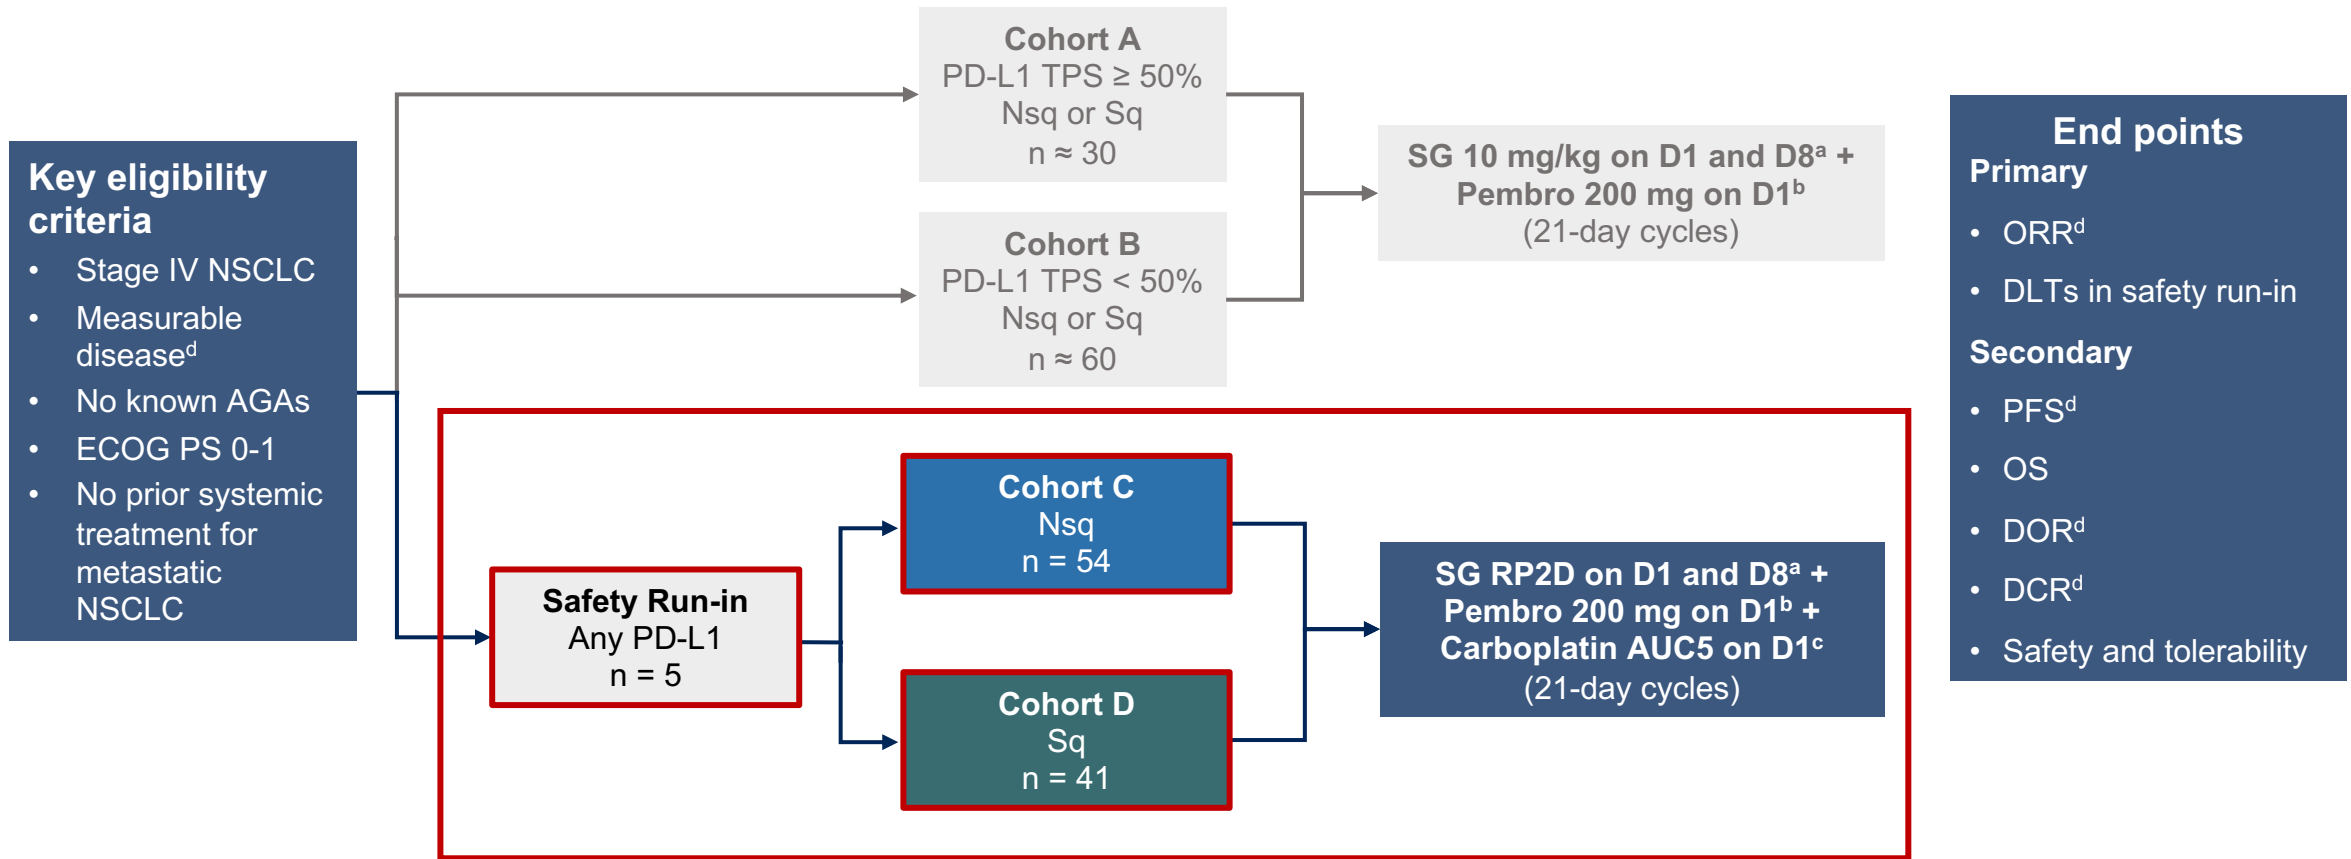 Key eligibility
criteria
• Stage IV NSCLC
• Measurable
disease^d
• No known AGAs
• ECOG PS 0-1
• No prior systemic
treatment for
metastatic
NSCLC
Cohort A
PD-L1 TPS ≥ 50%
Nsq or Sq
n ≈ 30
Cohort B
PD-L1 TPS < 50%
Nsq or Sq
n ≈ 60
SG 10 mg/kg on D1 and D8^a +
Pembro 200 mg on D1^b
(21-day cycles)
Safety Run-in
Any PD-L1
n = 5
Cohort C
Nsq
n = 54
Cohort D
Sq
n = 41
SG RP2D on D1 and D8^a +
Pembro 200 mg on D1^b +
Carboplatin AUC5 on D1^c
(21-day cycles)
End points
Primary
• ORR^d
• DLTs in safety run-in
Secondary
• PFS^d
• OS
• DOR^d
• DCR^d
• Safety and tolerability